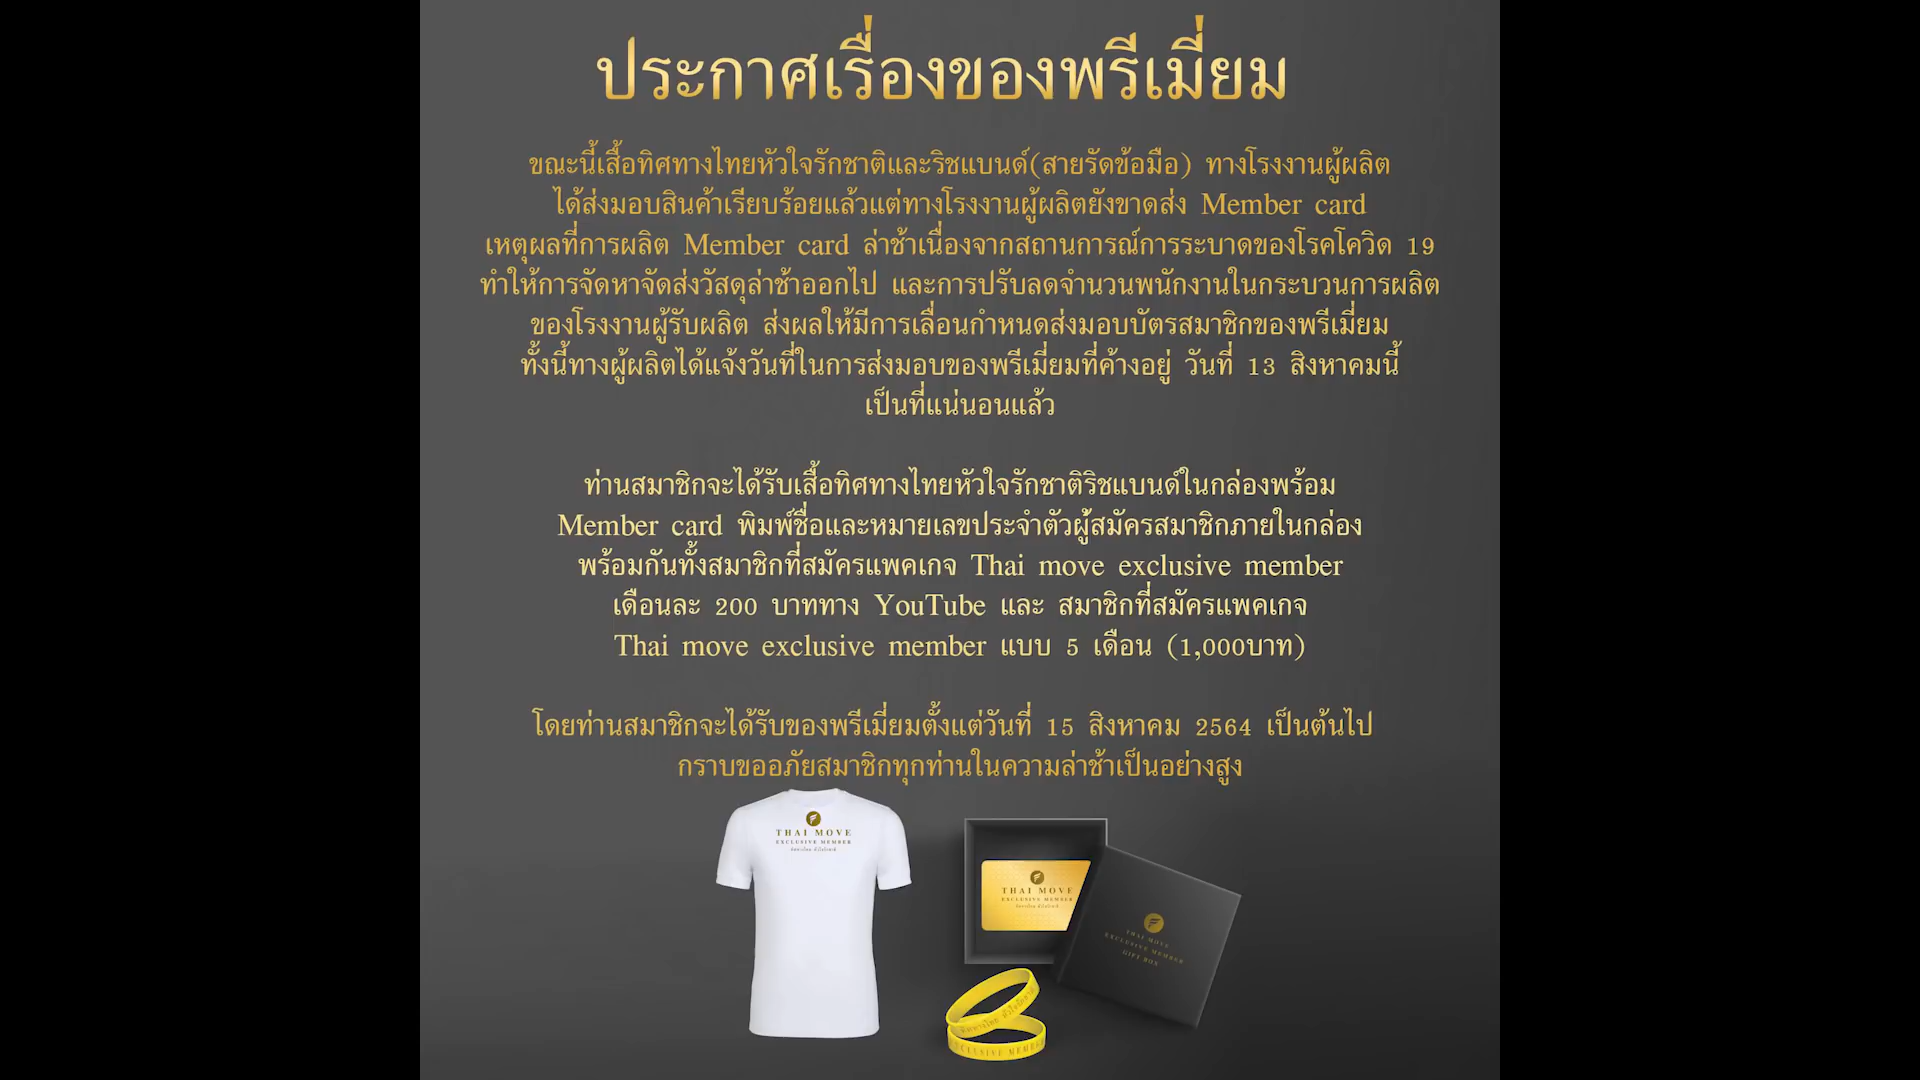 ประกาศเรื่องของพรีเมี่ยม
ขณะนี้เสื้อทิศทางไทยหัวใจรักชาติและริชแบนด์(สายรัดข้อมือ) ทางโรงงานผู้ผลิต
ได้ส่งมอบสินค้าเรียบร้อยแล้วแต่ทางโรงงานผู้ผลิตยังขาดส่ง Member card
เหตุผลที่การผลิต Member card ล่าช้าเนื่องจากสถานการณ์การระบาดของโรคโควิด 19
ทำให้การจัดหาจัดส่งวัสดุล่าช้าออกไป และการปรับลดจำนวนพนักงานในกระบวนการผลิต
ของโรงงานผู้รับผลิต ส่งผลให้มีการเลื่อนกำหนดส่งมอบบัตรสมาชิกของพรีเมี่ยม
ทั้งนี้ทางผู้ผลิตได้แจ้งวันที่ในการส่งมอบของพรีเมี่ยมที่ค้างอยู่ วันที่ 13 สิงหาคมนี้
เป็นที่แน่นอนแล้ว
ท่านสมาชิกจะได้รับเสื้อทิศทางไทยหัวใจรักชาติริชแบนด์ในกล่องพร้อม
Member card พิมพ์ชื่อและหมายเลขประจำตัวผู้สมัครสมาชิกภายในกล่อง
พร้อมกันทั้งสมาชิกที่สมัครแพคเกจ Thai move exclusive member
เดือนละ 200 บาททาง YouTube และ สมาชิกที่สมัครแพคเกจ
Thai move exclusive member แบบ 5 เดือน (1,000บาท)
โดยท่านสมาชิกจะได้รับของพรีเมี่ยมตั้งแต่วันที่ 15 สิงหาคม 2564 เป็นต้นไป
กราบขออภัยสมาชิกทุกท่านในความล่าช้าเป็นอย่างสูง
THAI MOVE
EXCLUSIVE MEMBER
THAI MOVE
EXCLUSIVE MEMBER
THAI MOVE
EXCLUSIVE MEMBER
GIFT BOX
EXCLUSIVE MEMBER